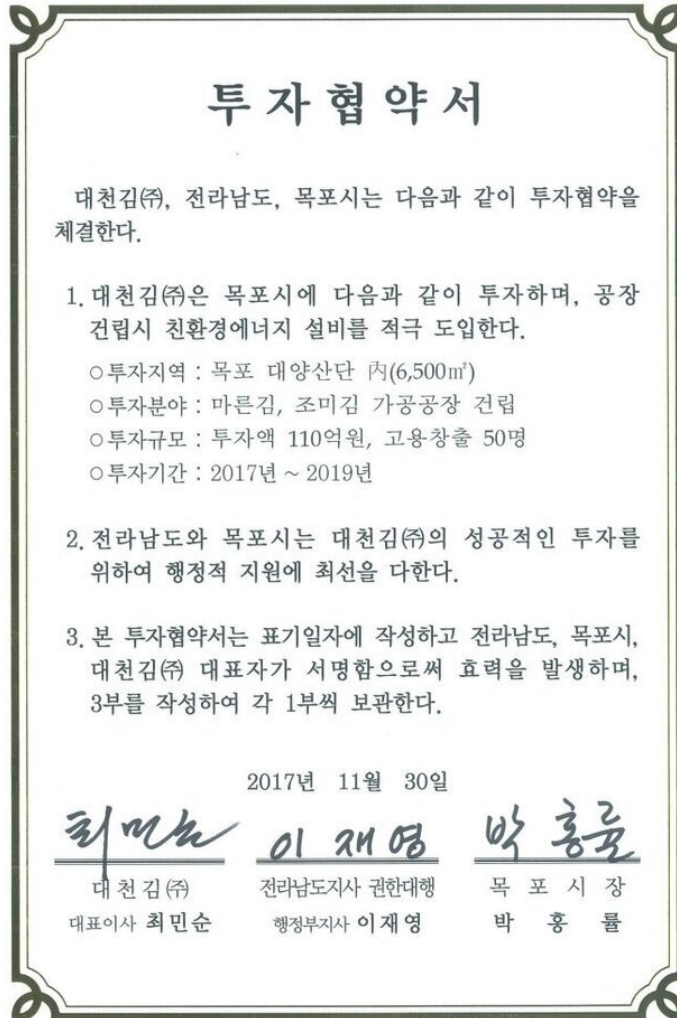 투자협약서
대천김㈜, 전라남도, 목포시는 다음과 같이 투자협약을
체결한다.
1. 대천김㈜은 목포시에 다음과 같이 투자하며, 공장
건립시 친환경에너지 설비를 적극 도입한다.
○투자지역 : 목포 대양산단 內(6,500㎡)
○투자분야 : 마른김, 조미김 가공공장 건립
○투자규모 : 투자액 110억원, 고용창출 50명
○투자기간 : 2017년 ~ 2019년
2. 전라남도와 목포시는 대천김㈜의 성공적인 투자를
위하여 행정적 지원에 최선을 다한다.
3. 본 투자협약서는 표기일자에 작성하고 전라남도, 목포시,
대천김㈜ 대표자가 서명함으로써 효력을 발생하며,
3부를 작성하여 각 1부씩 보관한다.
2017년 11월 30일
최민순 이재영 박홍률
대천김㈜ 전라남도지사 권한대행 목포시장
대표이사 최민순 행정부지사 이재영 박홍률